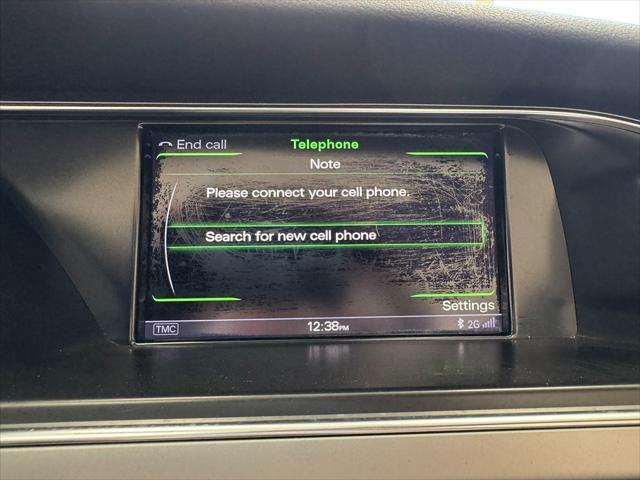 End call
Telephone
Note
Please connect your cell phone.
Search for new cell phone
Settings
TMC
12:38PM
2G